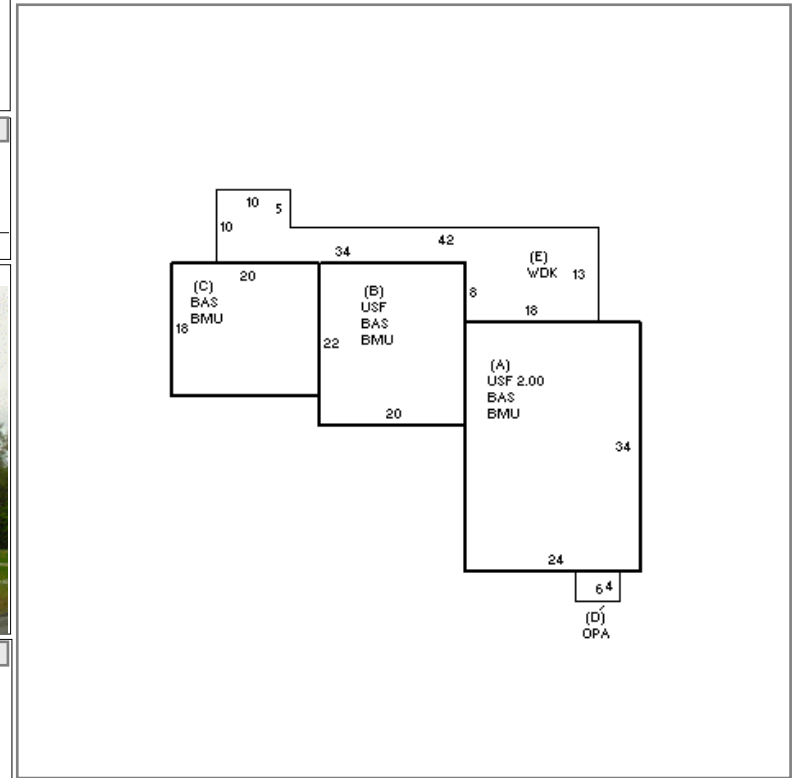 10
5
10
42
34
(E)
WDK
13
20
(C)
BAS
BMU
18
(B)
USF
BAS
BMU
8
18
22
(A)
USF 2.00
BAS
BMU
20
34
24
6
4
(D)
OPA